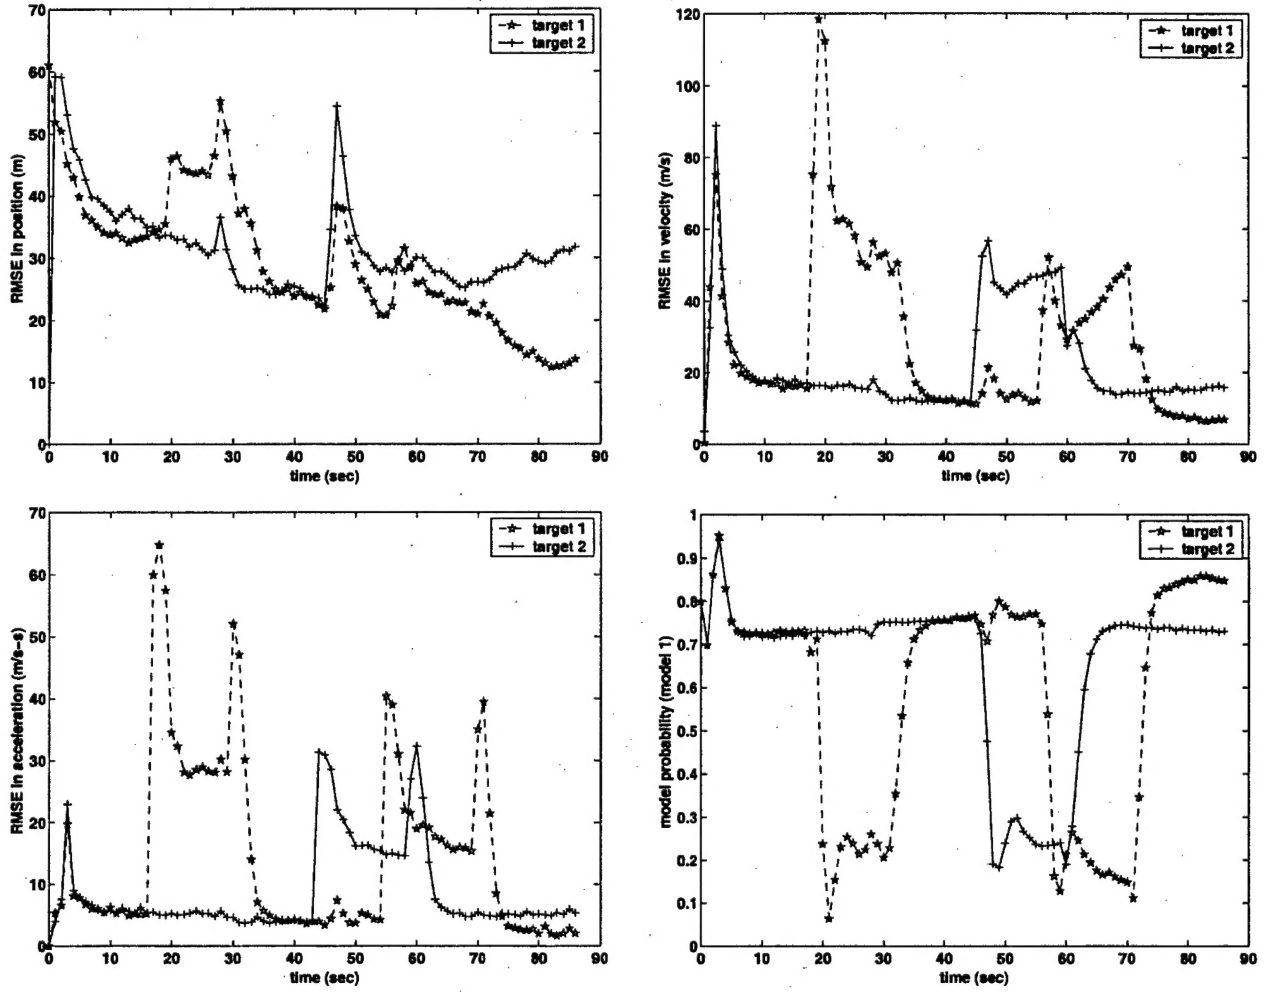 70
60
50
40
30
20
10
0
RMSE in position (m)
0 10 20 30 40 50 60 70 80 90
time (sec)
target 1
target 2
120
100
80
60
40
20
0
RMSE in velocity (m/s)
0 10 20 30 40 50 60 70 80 90
time (sec)
target 1
target 2
70
60
50
40
30
20
10
0
RMSE in acceleration (m/s-s)
0 10 20 30 40 50 60 70 80 90
time (sec)
target 1
target 2
1
0.9
0.8
0.7
0.6
0.5
0.4
0.3
0.2
0.1
0
model probability (model 1)
0 10 20 30 40 50 60 70 80 90
time (sec)
target 1
target 2